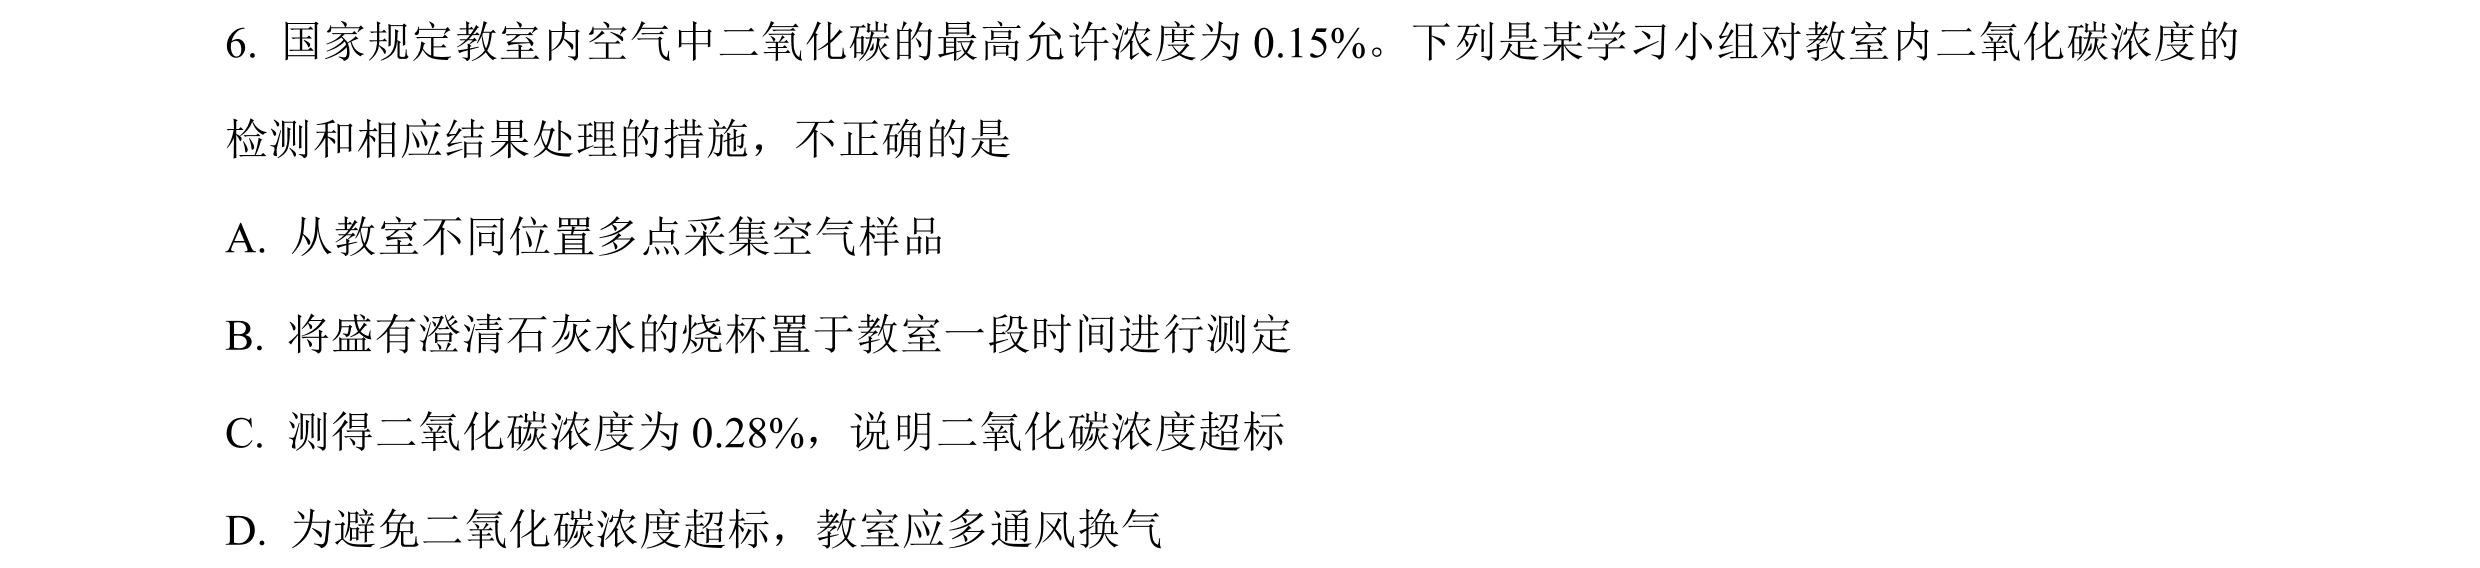 6. 国家规定教室内空气中二氧化碳的最高允许浓度为 0.15%。下列是某学习小组对教室内二氧化碳浓度的
检测和相应结果处理的措施，不正确的是
A. 从教室不同位置多点采集空气样品
B. 将盛有澄清石灰水的烧杯置于教室一段时间进行测定
C. 测得二氧化碳浓度为 0.28%，说明二氧化碳浓度超标
D. 为避免二氧化碳浓度超标，教室应多通风换气